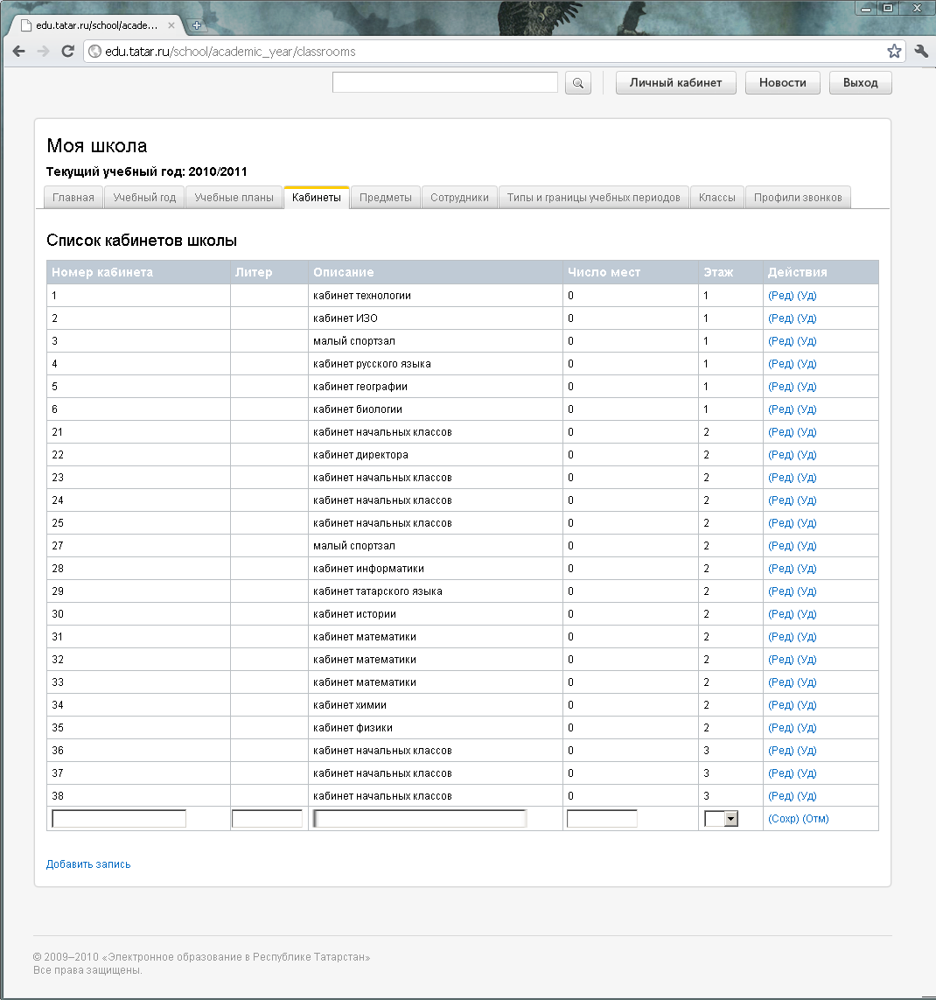 edu.tatar.ru/school/acade...
edu.tatar.ru/school/academic_year/classrooms
Личный кабинет Новости Выход
Моя школа
Текущий учебный год: 2010/2011
Главная Учебный год Учебные планы Кабинеты Предметы Сотрудники Типы и границы учебных периодов Классы Профили звонков
Список кабинетов школы
Номер кабинета Литер Описание Число мест Этаж Действия
1 кабинет технологии 0 1 (Ред) (Уд)
2 кабинет ИЗО 0 1 (Ред) (Уд)
3 малый спортзал 0 1 (Ред) (Уд)
4 кабинет русского языка 0 1 (Ред) (Уд)
5 кабинет географии 0 1 (Ред) (Уд)
6 кабинет биологии 0 1 (Ред) (Уд)
21 кабинет начальных классов 0 2 (Ред) (Уд)
22 кабинет директора 0 2 (Ред) (Уд)
23 кабинет начальных классов 0 2 (Ред) (Уд)
24 кабинет начальных классов 0 2 (Ред) (Уд)
25 кабинет начальных классов 0 2 (Ред) (Уд)
27 малый спортзал 0 2 (Ред) (Уд)
28 кабинет информатики 0 2 (Ред) (Уд)
29 кабинет татарского языка 0 2 (Ред) (Уд)
30 кабинет истории 0 2 (Ред) (Уд)
31 кабинет математики 0 2 (Ред) (Уд)
32 кабинет математики 0 2 (Ред) (Уд)
33 кабинет математики 0 2 (Ред) (Уд)
34 кабинет химии 0 2 (Ред) (Уд)
35 кабинет физики 0 2 (Ред) (Уд)
36 кабинет начальных классов 0 3 (Ред) (Уд)
37 кабинет начальных классов 0 3 (Ред) (Уд)
38 кабинет начальных классов 0 3 (Ред) (Уд)
(Сохр) (Отм)
Добавить запись
© 2009–2010 «Электронное образование в Республике Татарстан»
Все права защищены.